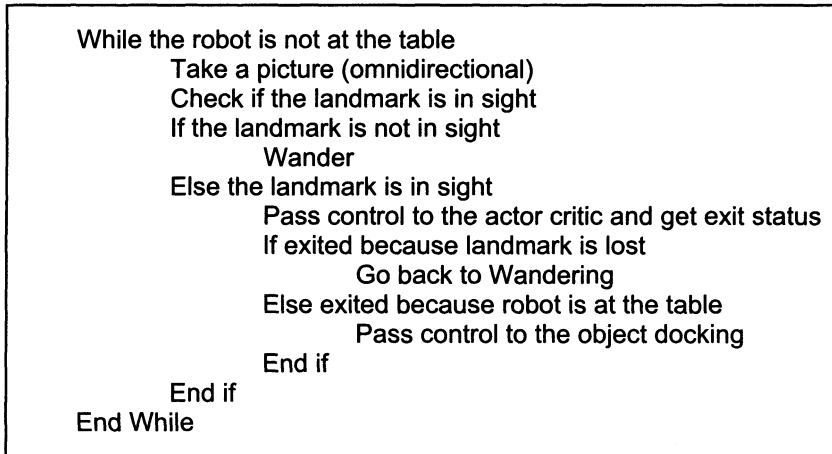 While the robot is not at the table
Take a picture (omnidirectional)
Check if the landmark is in sight
If the landmark is not in sight
Wander
Else the landmark is in sight
Pass control to the actor critic and get exit status
If exited because landmark is lost
Go back to Wandering
Else exited because robot is at the table
Pass control to the object docking
End if
End if
End While